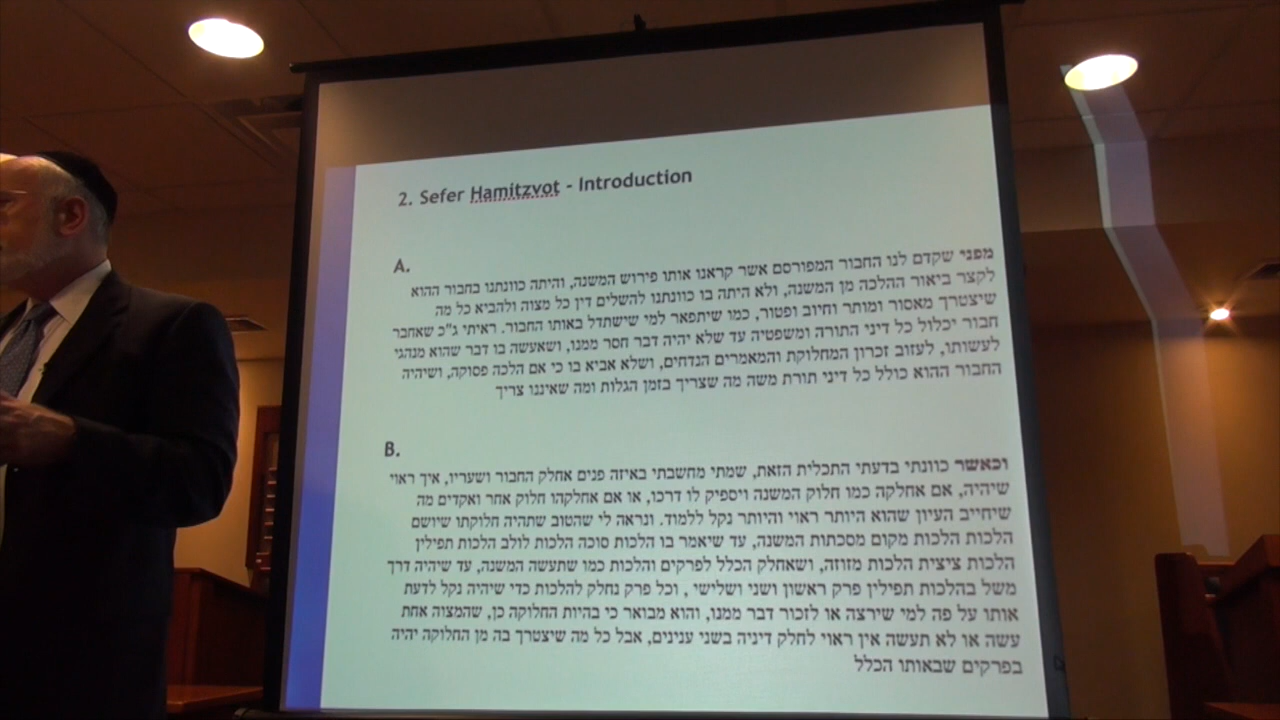 2. Sefer Hamitzvot - Introduction
A.
מפני שקדם לנו החבור המפורסם אשר קראנו אותו פירוש המשנה, והיתה כוונתנו בחבור ההוא
לקצר ביאור ההלכה מן המשנה, ולא היתה בו כוונתנו להשלים דין כל מצוה ולהביא כל מה
שיצטרך מאסור ומותר וחיוב ופטור, כמו שיתפאר למי שישתדל באותו החבור. ראיתי ג"כ שאחבר
חבור יכלול כל דיני התורה ומשפטיה עד שלא יהיה דבר חסר ממנו, ושאעשה בו דבר שהוא מנהגי
לעשותו, לעזוב זכרון המחלוקת והמאמרים הנדחים, ושלא אביא בו כי אם הלכה פסוקה, ושיהיה
החבור ההוא כולל כל דיני תורת משה מה שצריך בזמן הגלות ומה שאיננו צריך
B.
וכאשר כוונתי בדעתי התכלית הזאת, שמתי מחשבתי באיזה פנים אחלק החבור ושעריו, איך ראוי
שיהיה, אם אחלקה כמו חלוק המשנה ויספיק לו דרכו, או אם אחלקהו חלוק אחר ואקדים מה
שיחייב העיון שהוא היותר ראוי והיותר נקל ללמוד. ונראה לי שהטוב שתהיה חלוקתו שיושם
הלכות הלכות מקום מסכתות המשנה, עד שיאמר בו הלכות סוכה הלכות לולב הלכות תפילין
הלכות ציצית הלכות מזוזה, ושאחלק הכלל לפרקים והלכות כמו שתעשה המשנה, עד שיהיה דרך
משל בהלכות תפילין פרק ראשון ושני ושלישי , וכל פרק נחלק להלכות כדי שיהיה נקל לדעת
אותו על פה למי שירצה או לזכור דבר ממנו, והוא מבואר כי בהיות החלוקה כן, שהמצוה אחת
עשה או לא תעשה אין ראוי לחלק דיניה בשני ענינים, אבל כל מה שיצטרך בה מן החלוקה יהיה
בפרקים שבאותו הכלל